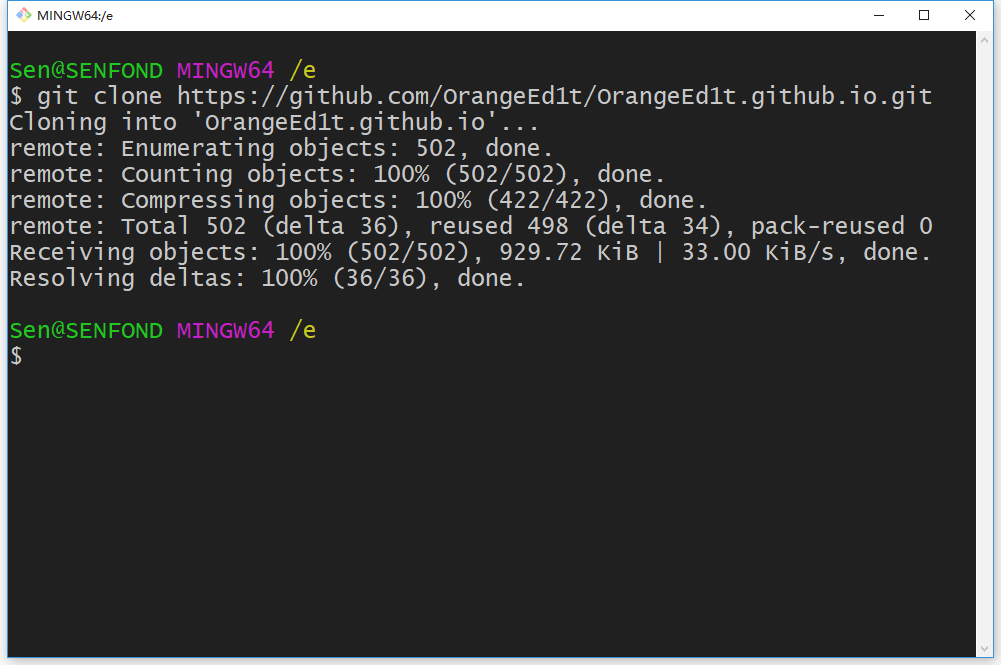 MINGW64:/e
Sen@SENFOND MINGW64 /e
$ git clone https://github.com/OrangeEd1t/OrangeEd1t.github.io.git
Cloning into 'OrangeEd1t.github.io'...
remote: Enumerating objects: 502, done.
remote: Counting objects: 100% (502/502), done.
remote: Compressing objects: 100% (422/422), done.
remote: Total 502 (delta 36), reused 498 (delta 34), pack-reused 0
Receiving objects: 100% (502/502), 929.72 KiB | 33.00 KiB/s, done.
Resolving deltas: 100% (36/36), done.
Sen@SENFOND MINGW64 /e
$